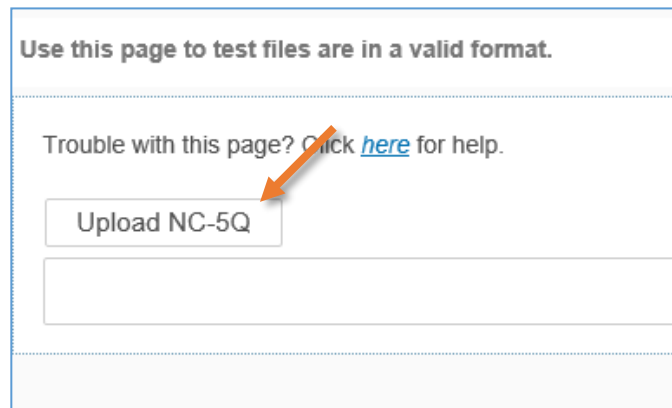 Use this page to test files are in a valid format.
Trouble with this page? Click here for help.
Upload NC-5Q